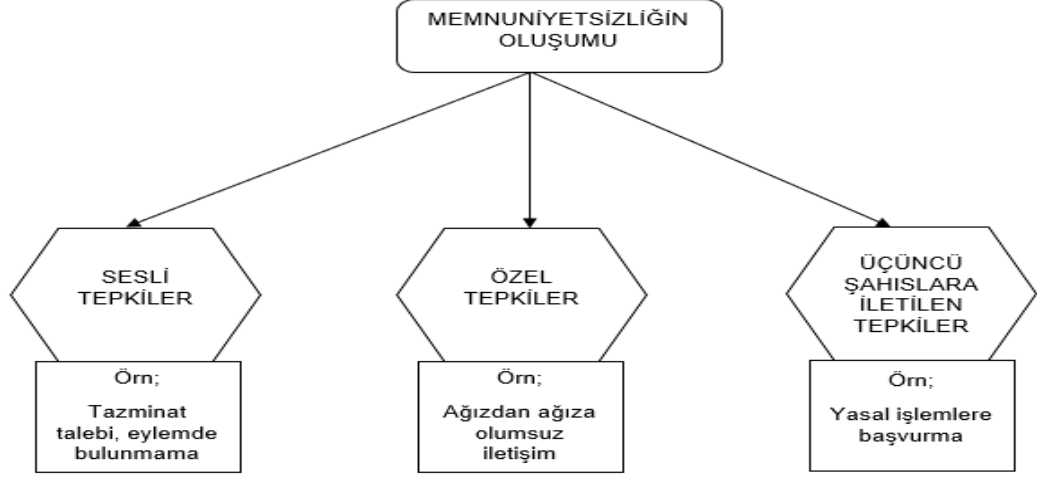 MEMNUNİYETSİZLİĞİN
OLUŞUMU
SESLİ
TEPKİLER
Örn;
Tazminat
talebi, eylemde
bulunmama
ÖZEL
TEPKİLER
Örn;
Ağızdan ağıza
olumsuz
iletişim
ÜÇÜNCÜ
ŞAHISLARA
İLETİLEN
TEPKİLER
Örn;
Yasal işlemlere
başvurma